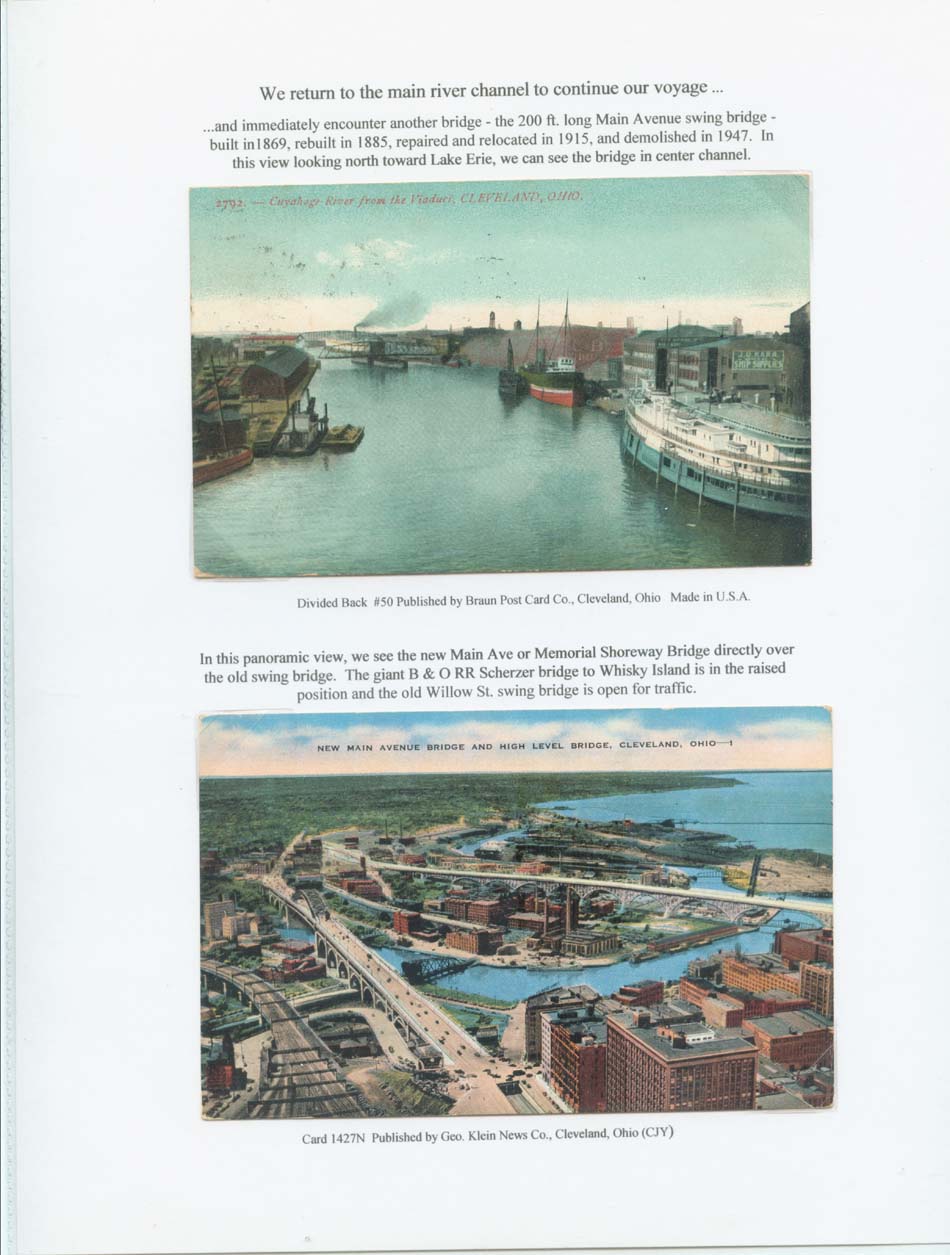 We return to the main river channel to continue our voyage ...
...and immediately encounter another bridge - the 200 ft. long Main Avenue swing bridge -
built in1869, rebuilt in 1885, repaired and relocated in 1915, and demolished in 1947. In
this view looking north toward Lake Erie, we can see the bridge in center channel.
2792. — Cuyahoga River from the Viaduct, CLEVELAND, OHIO.
SHIP SUPPLIES
Divided Back #50 Published by Braun Post Card Co., Cleveland, Ohio Made in U.S.A.
In this panoramic view, we see the new Main Ave or Memorial Shoreway Bridge directly over
the old swing bridge. The giant B & O RR Scherzer bridge to Whisky Island is in the raised
position and the old Willow St. swing bridge is open for traffic.
NEW MAIN AVENUE BRIDGE AND HIGH LEVEL BRIDGE, CLEVELAND, OHIO—1
Card 1427N Published by Geo. Klein News Co., Cleveland, Ohio (CJY)